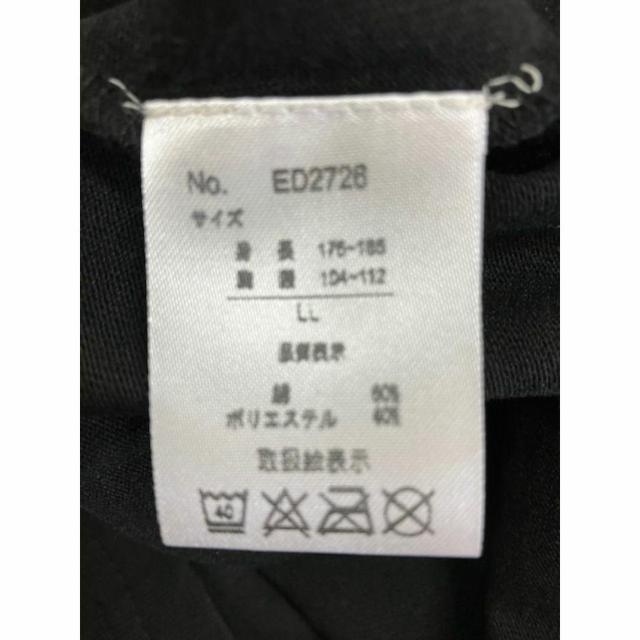 No. ED2726
サイズ
身長 175-185
胸囲 104-112
LL
品質表示
綿 60%
ポリエステル 40%
取扱絵表示
40